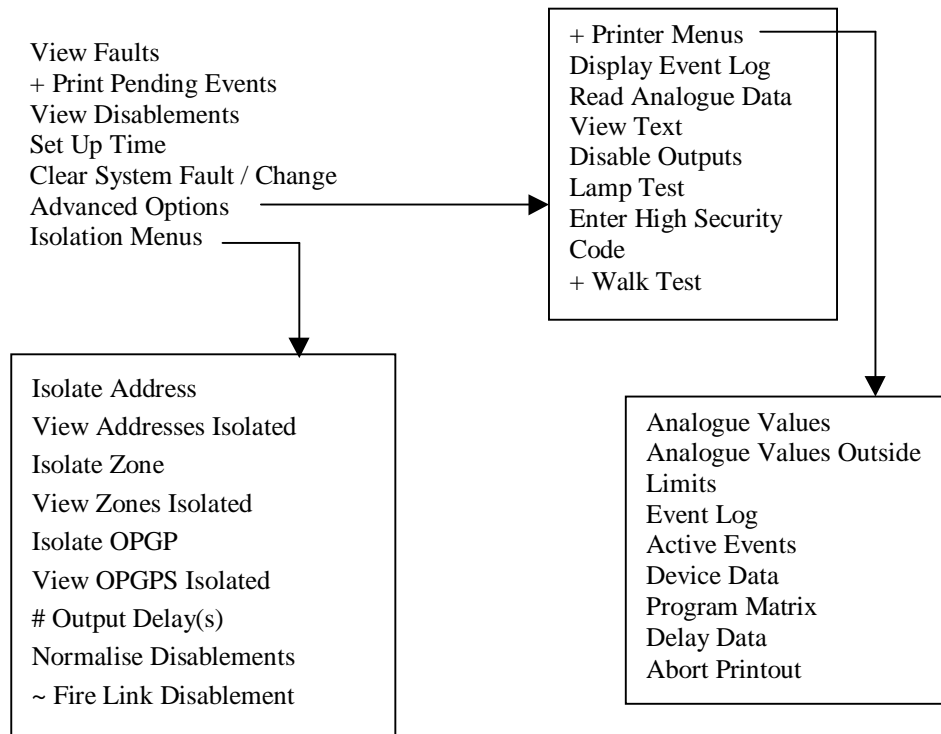 View Faults
+ Print Pending Events
View Disablements
Set Up Time
Clear System Fault / Change
Advanced Options
Isolation Menus
+ Printer Menus
Display Event Log
Read Analogue Data
View Text
Disable Outputs
Lamp Test
Enter High Security
Code
+ Walk Test
Isolate Address
View Addresses Isolated
Isolate Zone
View Zones Isolated
Isolate OPGP
View OPGPS Isolated
# Output Delay(s)
Normalise Disablements
~ Fire Link Disablement
Analogue Values
Analogue Values Outside
Limits
Event Log
Active Events
Device Data
Program Matrix
Delay Data
Abort Printout